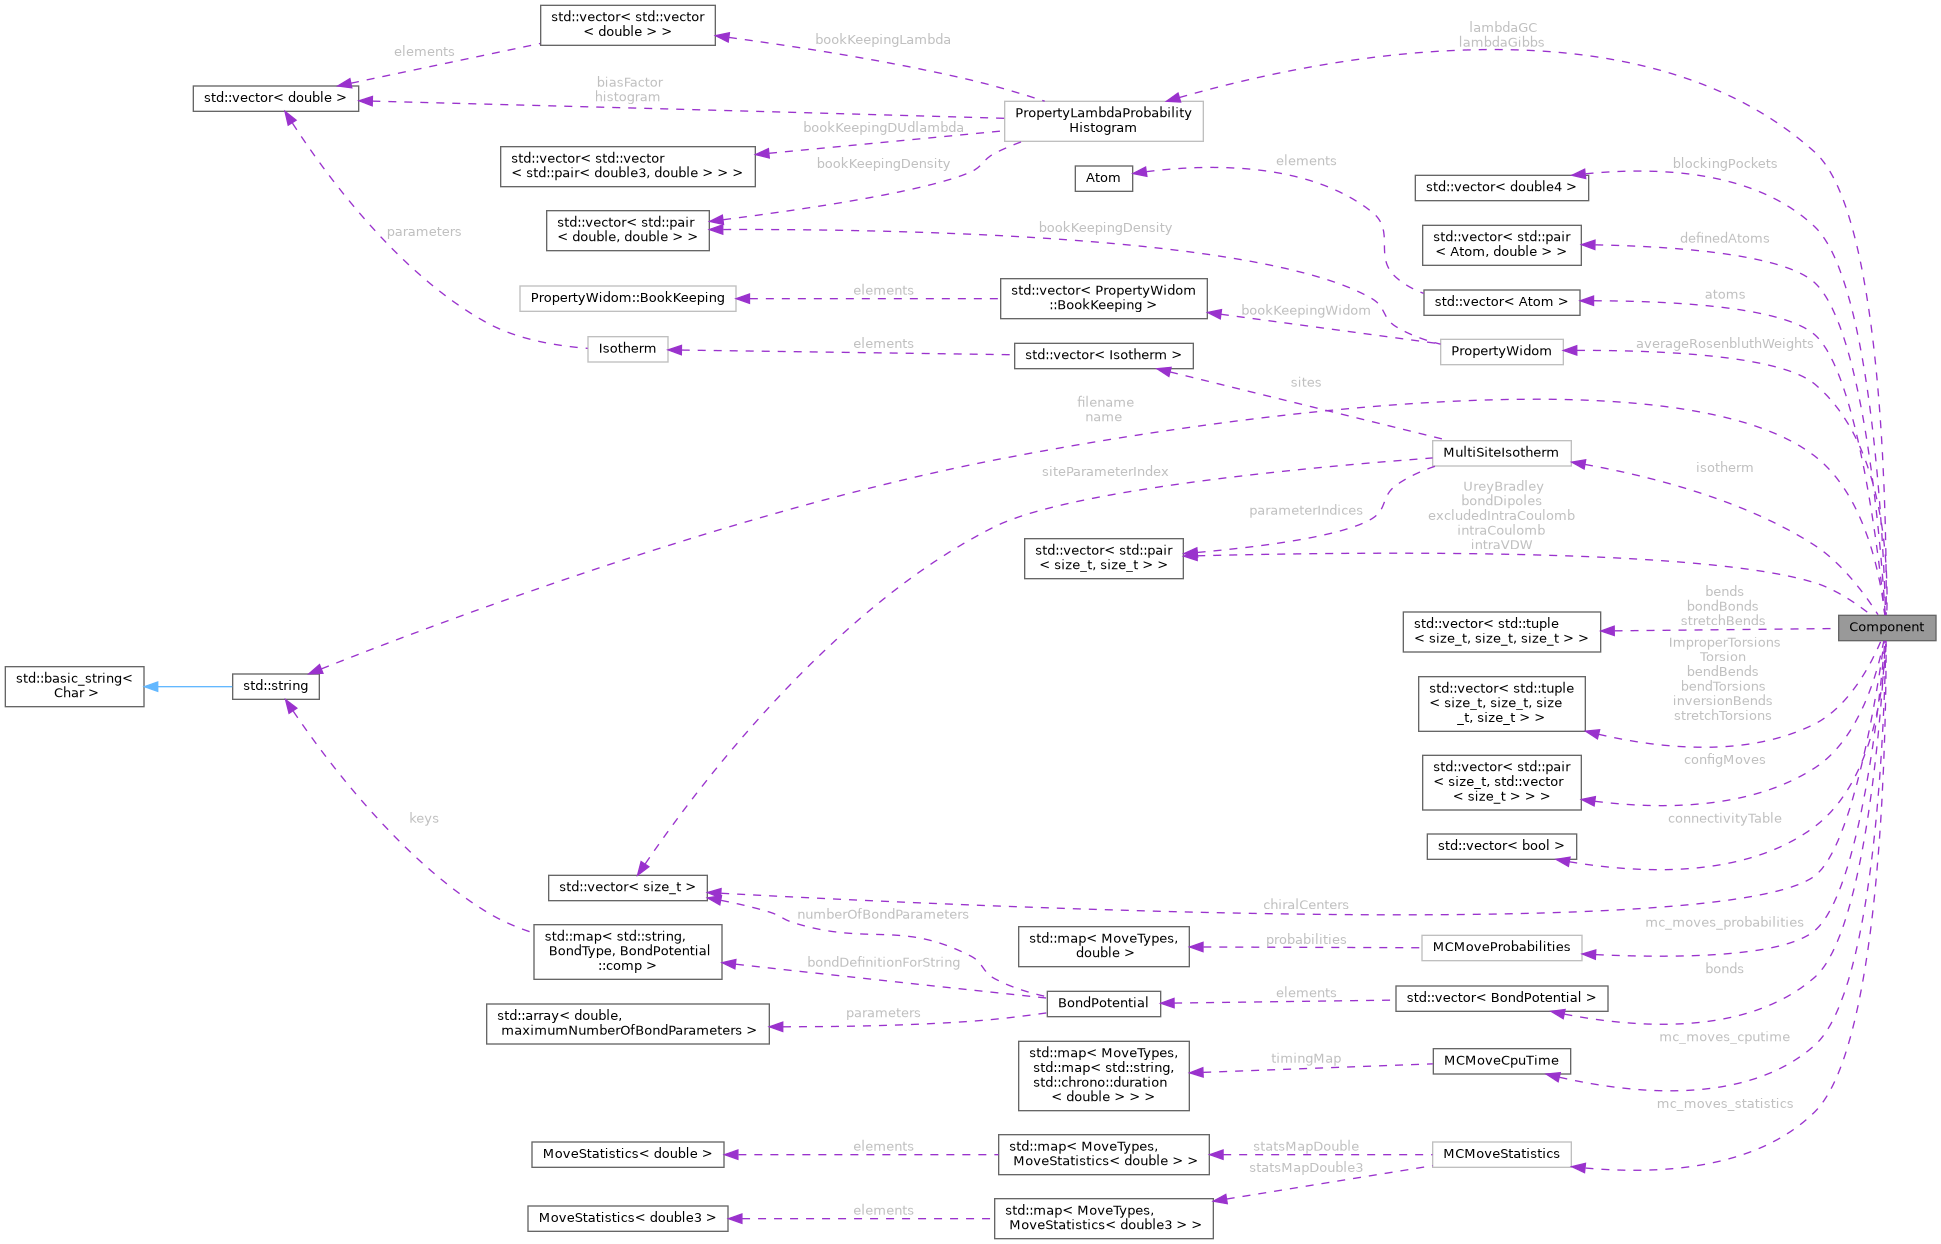 std::vector< std::vector
< double > >
lambdaGC
lambdaGibbs
bookKeepingLambda
elements
biasFactor
histogram
std::vector< double >
PropertyLambdaProbability
Histogram
bookKeepingDUdlambda
std::vector< std::vector
< std::pair< double3, double > > >
bookKeepingDensity
elements
blockingPockets
Atom
std::vector< double4 >
std::vector< std::pair
< double, double > >
bookKeepingDensity
parameters
std::vector< std::pair
< Atom, double > >
definedAtoms
PropertyWidom::BookKeeping
elements
std::vector< PropertyWidom
::BookKeeping >
std::vector< Atom >
atoms
bookKeepingWidom
Isotherm
elements
std::vector< Isotherm >
PropertyWidom
averageRosenbluthWeights
sites
filename
name
MultiSiteIsotherm
isotherm
siteParameterIndex
UreyBradley
bondDipoles
excludedIntraCoulomb
intraCoulomb
intraVDW
parameterIndices
std::vector< std::pair
< size_t, size_t > >
bends
bondBonds
stretchBends
std::vector< std::tuple
< size_t, size_t, size_t > >
Component
ImproperTorsions
Torsion
bendBends
bendTorsions
inversionBends
stretchTorsions
std::basic_string<
Char >
std::string
std::vector< std::tuple
< size_t, size_t, size
_t, size_t > >
configMoves
std::vector< std::pair
< size_t, std::vector
< size_t > > >
keys
connectivityTable
std::vector< bool >
std::vector< size_t >
chiralCenters
numberOfBondParameters
mc_moves_probabilities
std::map< std::string,
BondType, BondPotential
::comp >
bondDefinitionForString
std::map< MoveTypes,
double >
probabilities
MCMoveProbabilities
bonds
BondPotential
elements
std::vector< BondPotential >
std::array< double,
maximumNumberOfBondParameters >
parameters
mc_moves_cputime
std::map< MoveTypes,
std::map< std::string,
std::chrono::duration
< double > > >
timingMap
MCMoveCpuTime
mc_moves_statistics
MoveStatistics< double >
elements
std::map< MoveTypes,
MoveStatistics< double > >
statsMapDouble
MCMoveStatistics
statsMapDouble3
MoveStatistics< double3 >
elements
std::map< MoveTypes,
MoveStatistics< double3 > >